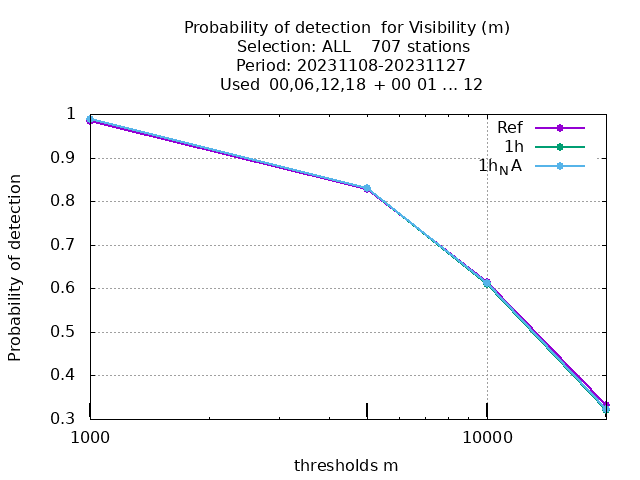 Probability of detection  for Visibility (m)
Selection: ALL    707 stations
Period: 20231108-20231127
Used  00,06,12,18  + 00 01 ... 12
Ref
1h
1h_N A
Probability of detection
1
0.9
0.8
0.7
0.6
0.5
0.4
0.3
1000
10000
thresholds m